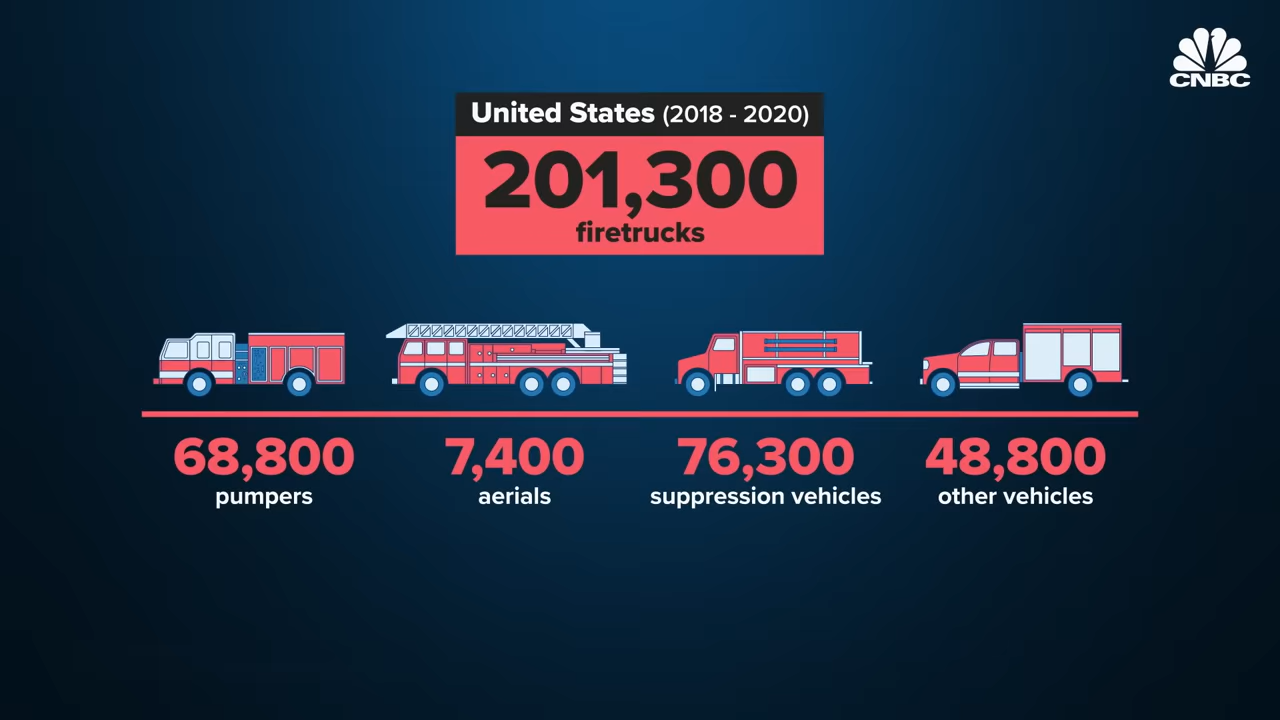 CNBC
United States (2018 - 2020)
201,300
firetrucks
68,800
pumpers
7,400
aerials
76,300
suppression vehicles
48,800
other vehicles